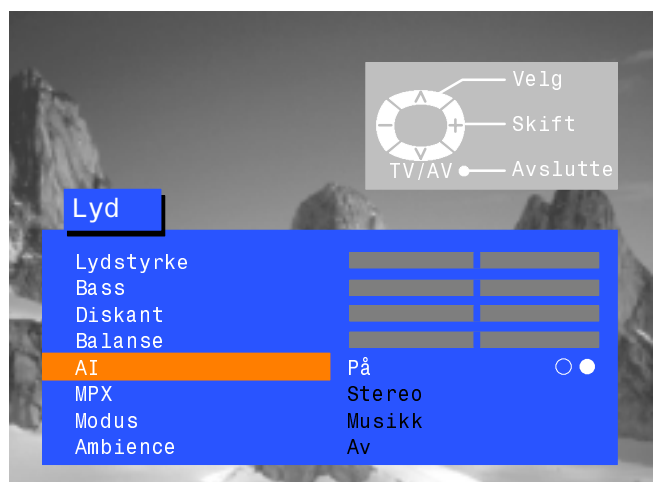 Velg
Skift
TV/AV Avslutte
Lyd
Lydstyrke
Bass
Diskant
Balanse
AI På
MPX Stereo
Modus Musikk
Ambience Av